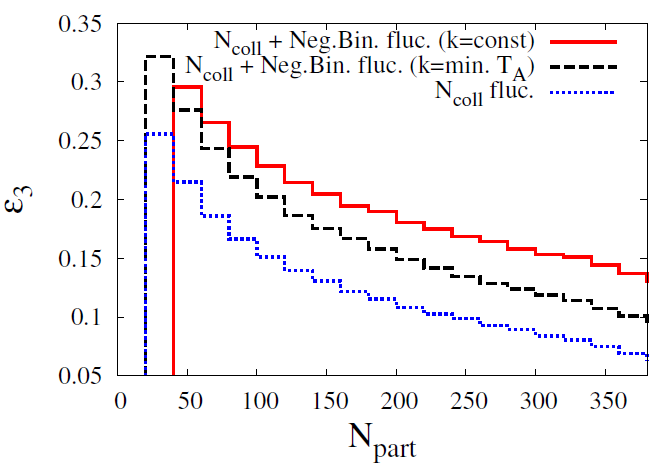 N_coll + Neg.Bin. fluc. (k=const)
N_coll + Neg.Bin. fluc. (k=min. T_A)
N_coll fluc.
0.35
0.3
0.25
0.2
0.15
0.1
0.05
ε_3
0 50 100 150 200 250 300 350
N_part